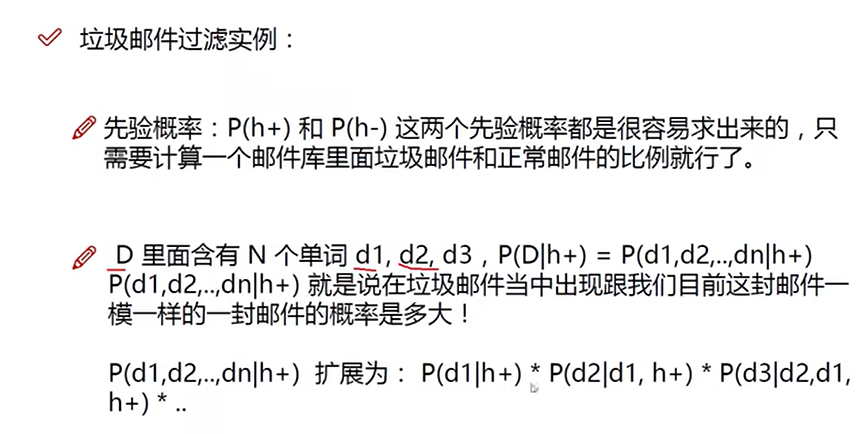 垃圾邮件过滤实例：
先验概率：P(h+) 和 P(h-) 这两个先验概率都是很容易求出来的，只
需要计算一个邮件库里面垃圾邮件和正常邮件的比例就行了。
D 里面含有 N 个单词 d1, d2, d3，P(D|h+) = P(d1,d2,..,dn|h+)
P(d1,d2,..,dn|h+) 就是说在垃圾邮件当中出现跟我们目前这封邮件一
模一样的一封邮件的概率是多大！
P(d1,d2,..,dn|h+) 扩展为： P(d1|h+) * P(d2|d1, h+) * P(d3|d2,d1,
h+) * ..